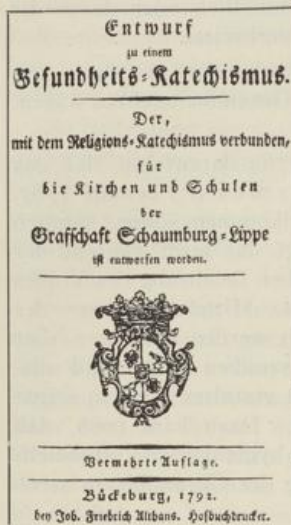 Entwurf
zu einem
Gesundheits-Katechismus.
Der,
mit dem Religions-Katechismus verbunden,
für
die Kirchen und Schulen
der
Grafschaft Schaumburg-Lippe
ist entworfen worden.
Vermehrte Auflage.
Bückeburg, 1792.
bey Joh. Friedrich Althans. Hofbuchdrucker.